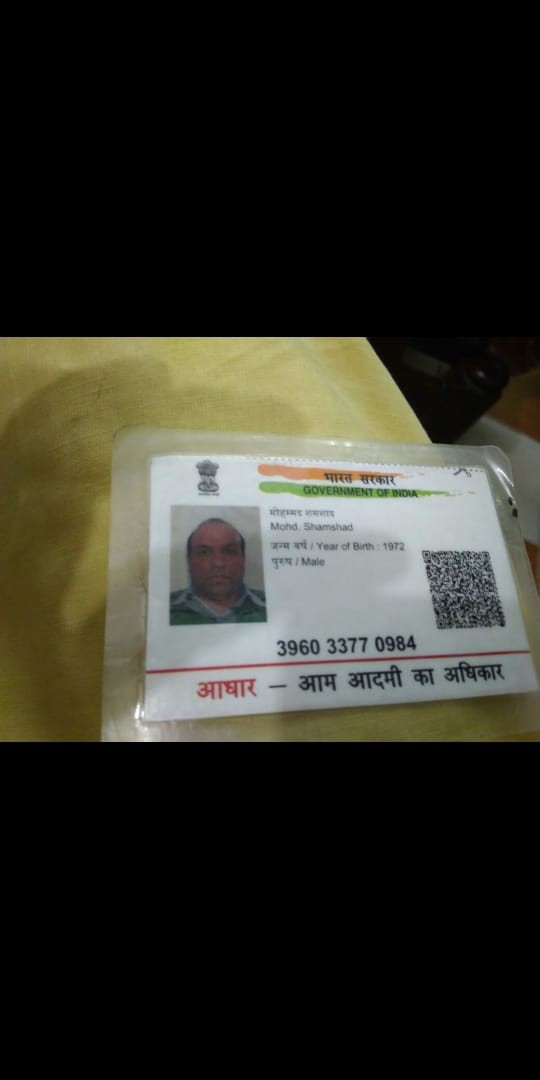 भारत सरकार
GOVERNMENT OF INDIA
मोहम्मद शमशाद
Mohd. Shamshad
जन्म वर्ष / Year of Birth : 1972
पुरुष / Male
3960 3377 0984
आधार – आम आदमी का अधिकार